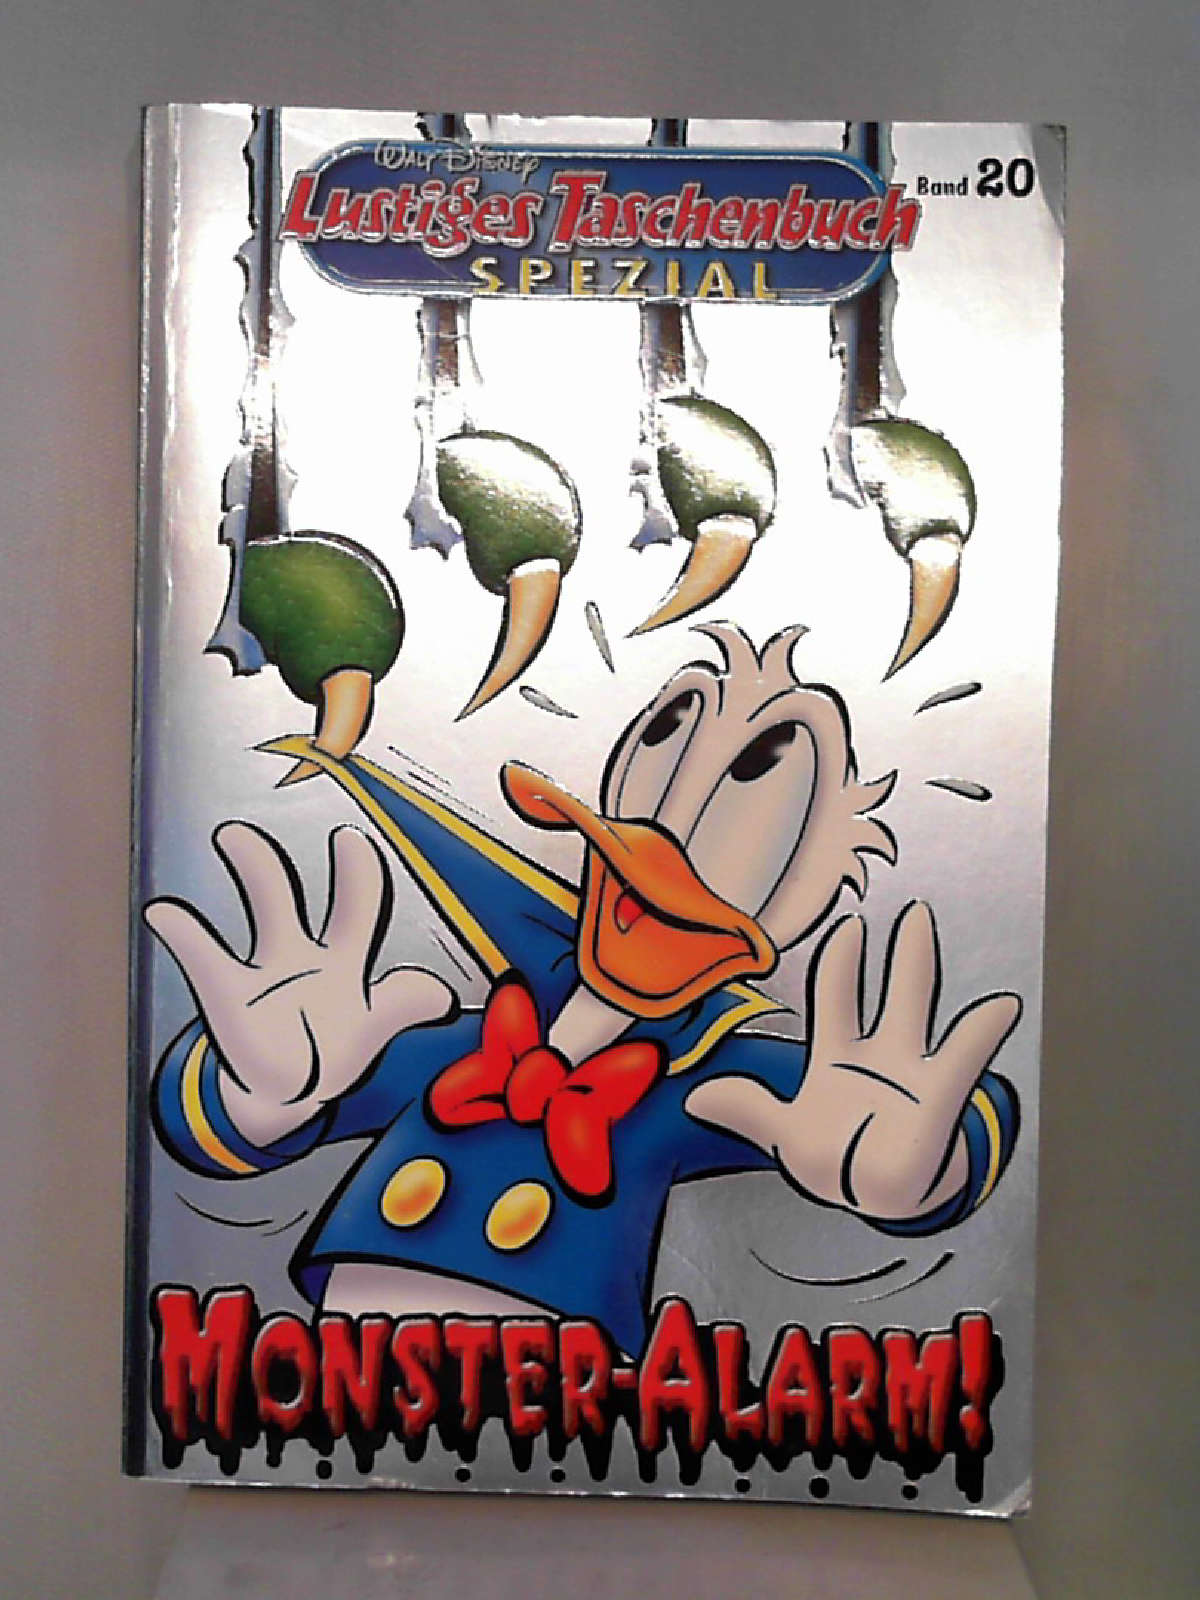 WALT DISNEY
Lustiges Taschenbuch
Band 20
SPEZIAL
MONSTER-ALARM!